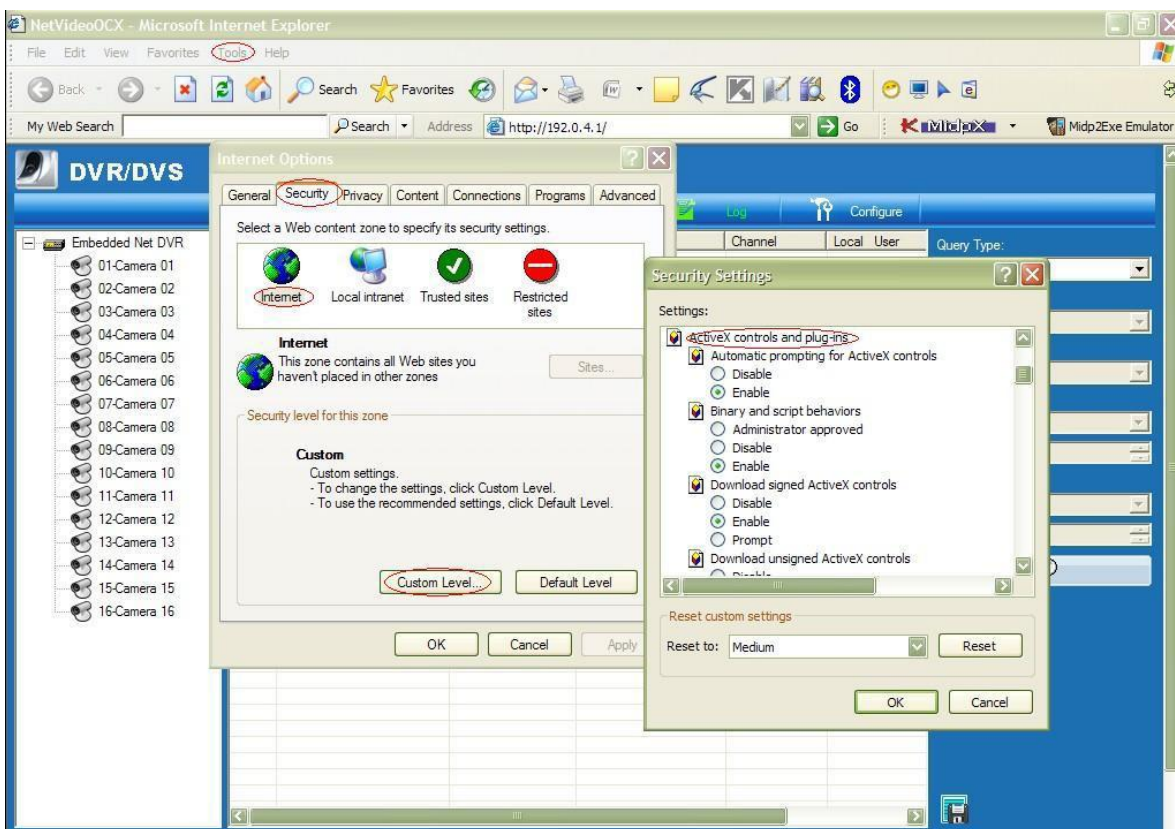 NetVideoOCX - Microsoft Internet Explorer
File Edit View Favorites Tools Help
Back Search Favorites
My Web Search Search Address http://192.0.4.1/ Go MidpX Midp2Exe Emulator
DVR/DVS
Log Configure
Embedded Net DVR
01-Camera 01
02-Camera 02
03-Camera 03
04-Camera 04
05-Camera 05
06-Camera 06
07-Camera 07
08-Camera 08
09-Camera 09
10-Camera 10
11-Camera 11
12-Camera 12
13-Camera 13
14-Camera 14
15-Camera 15
16-Camera 16
Internet Options
General Security Privacy Content Connections Programs Advanced
Select a Web content zone to specify its security settings.
Internet Local intranet Trusted sites Restricted
sites
Internet
This zone contains all Web sites you
haven't placed in other zones
Sites...
Security level for this zone
Custom
Custom settings.
- To change the settings, click Custom Level.
- To use the recommended settings, click Default Level.
Custom Level... Default Level
OK Cancel Apply
Channel Local User
Query Type:
Security Settings
Settings:
ActiveX controls and plug-ins
Automatic prompting for ActiveX controls
Disable
Enable
Binary and script behaviors
Administrator approved
Disable
Enable
Download signed ActiveX controls
Disable
Enable
Prompt
Download unsigned ActiveX controls
Reset custom settings
Reset to: Medium Reset
OK Cancel